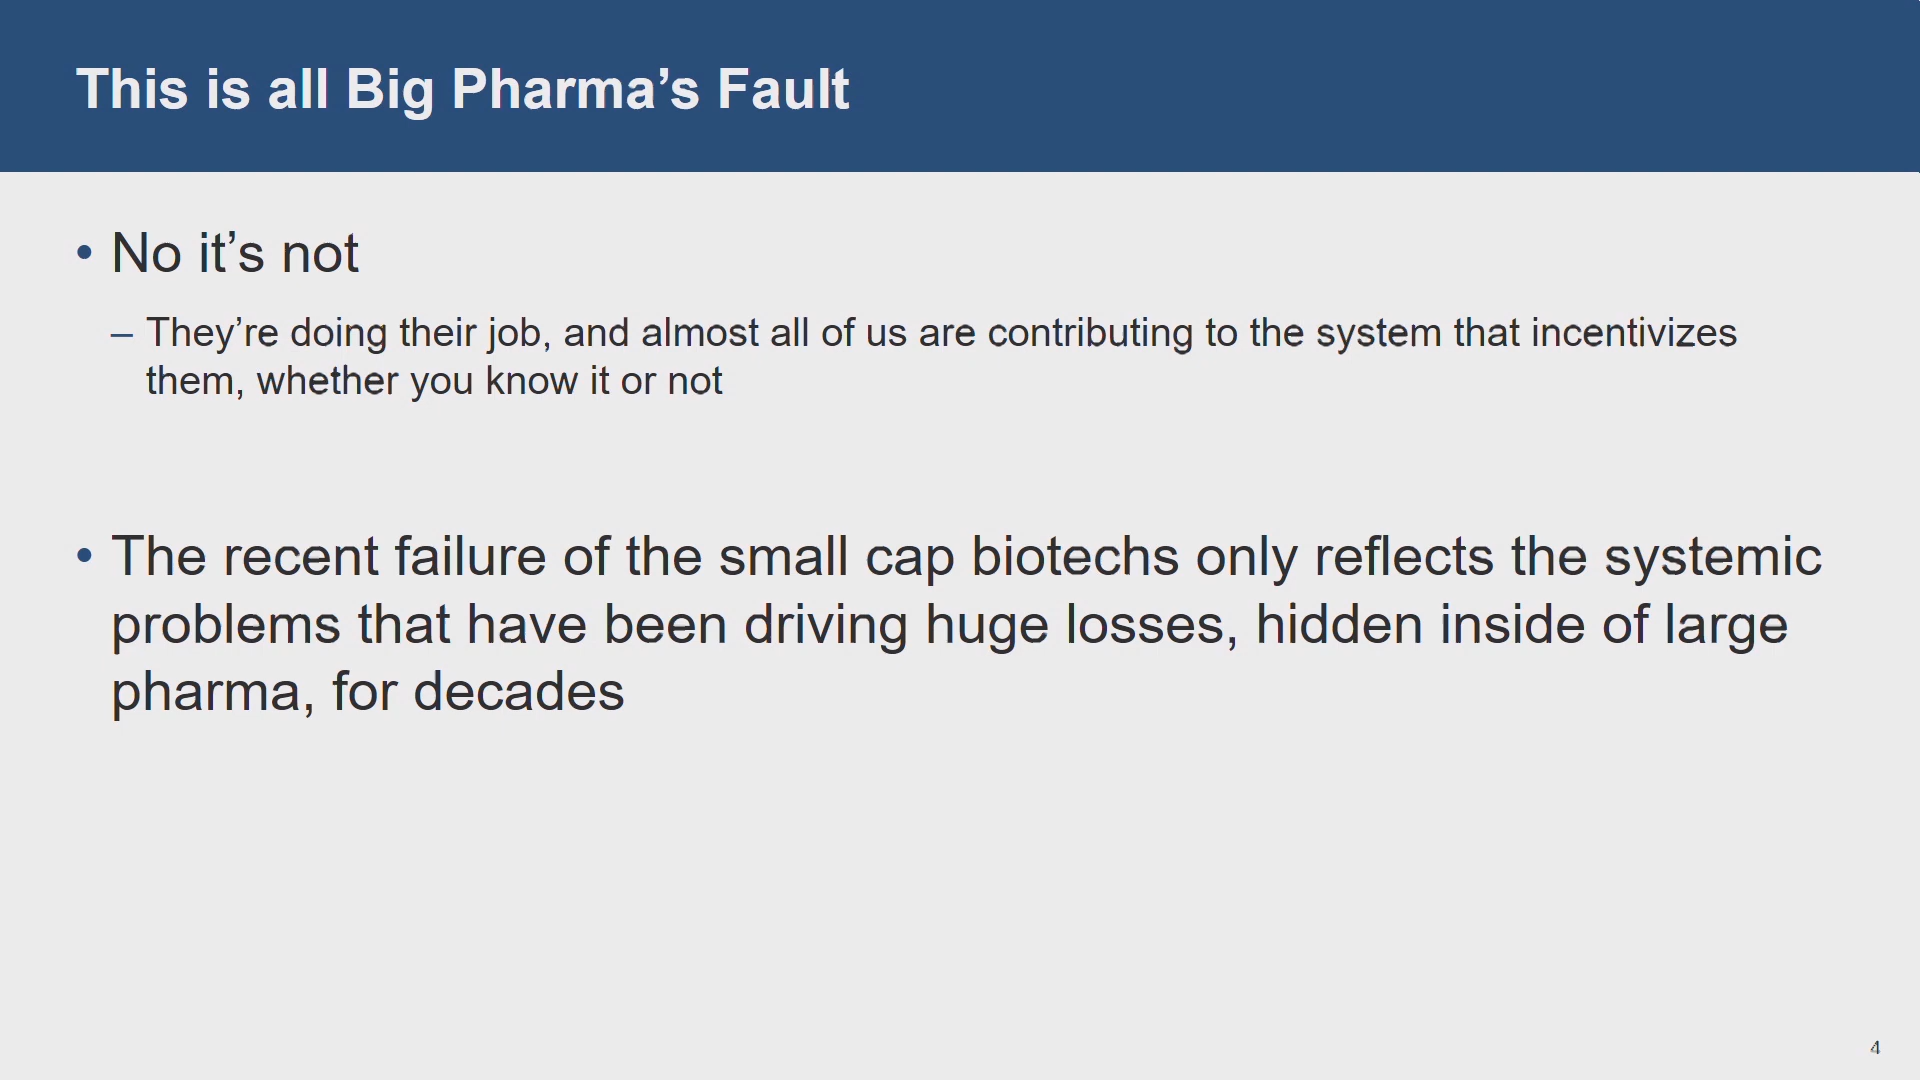 This is all Big Pharma’s Fault
• No it’s not
– They’re doing their job, and almost all of us are contributing to the system that incentivizes
them, whether you know it or not
• The recent failure of the small cap biotechs only reflects the systemic
problems that have been driving huge losses, hidden inside of large
pharma, for decades
4